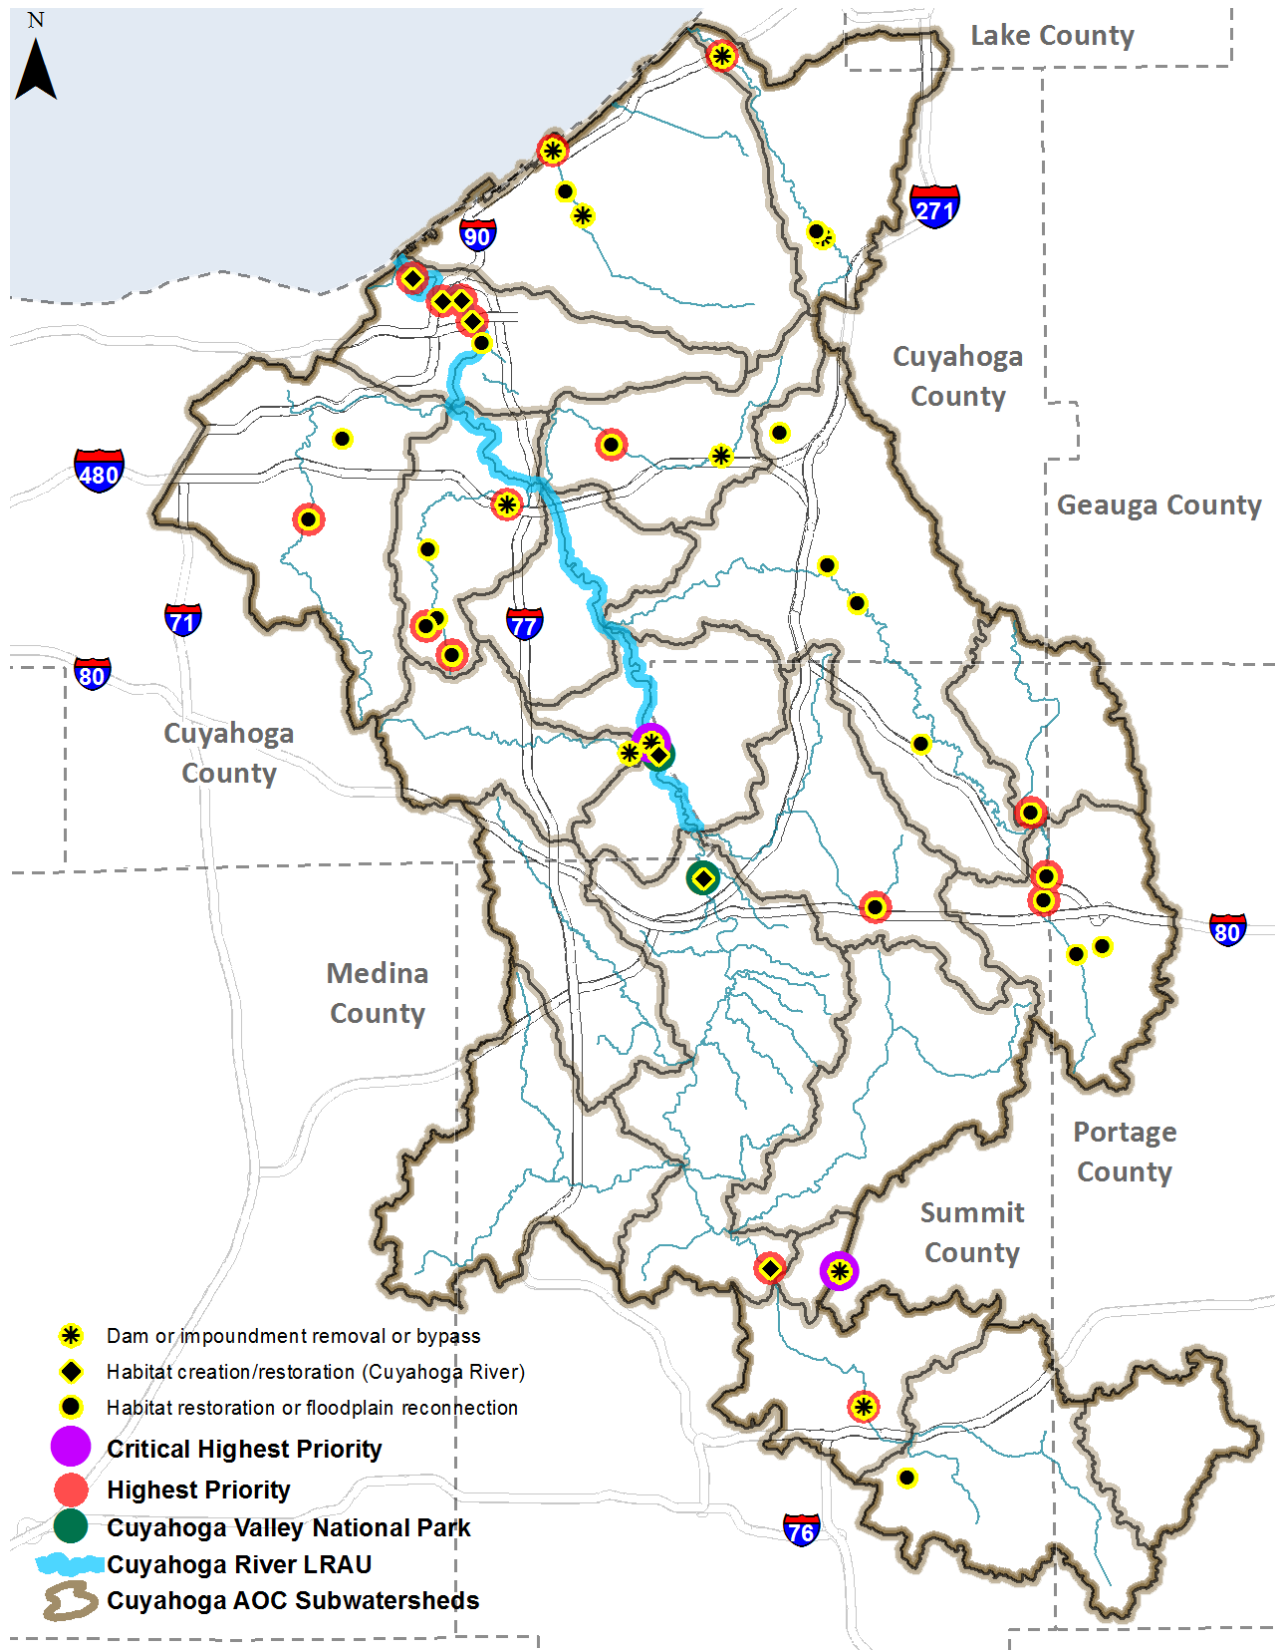 N
Lake County
271
90
Cuyahoga
County
480
Geauga County
71
77
80
Cuyahoga
County
80
Medina
County
Portage
County
Summit
County
Dam or impoundment removal or bypass
Habitat creation/restoration (Cuyahoga River)
Habitat restoration or floodplain reconnection
Critical Highest Priority
Highest Priority
Cuyahoga Valley National Park
76
Cuyahoga River LRAU
Cuyahoga AOC Subwatersheds